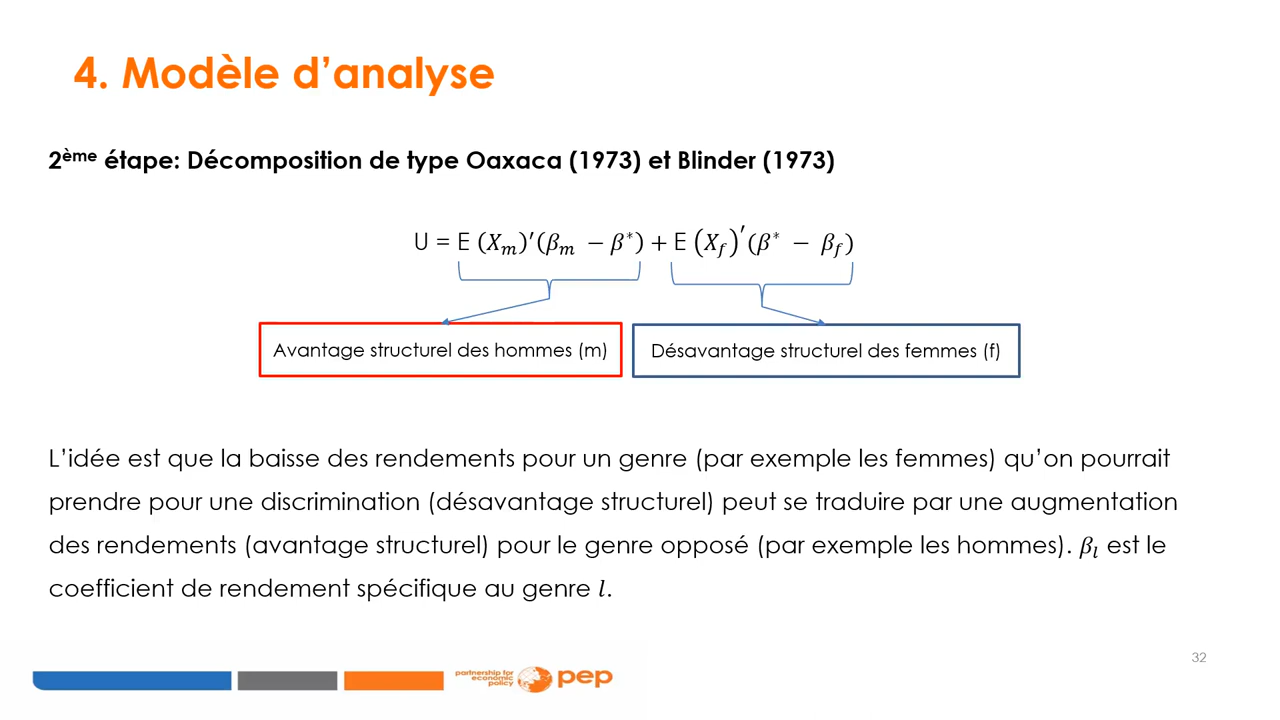 4. Modèle d’analyse
2ème étape: Décomposition de type Oaxaca (1973) et Blinder (1973)
U = E (Xₘ)′(βₘ − β*) + E (X_f)′(β* − β_f)
Avantage structurel des hommes (m)
Désavantage structurel des femmes (f)
L’idée est que la baisse des rendements pour un genre (par exemple les femmes) qu’on pourrait
prendre pour une discrimination (désavantage structurel) peut se traduire par une augmentation
des rendements (avantage structurel) pour le genre opposé (par exemple les hommes). βₗ est le
coefficient de rendement spécifique au genre l.
32
partnership for
economic
policy
pep